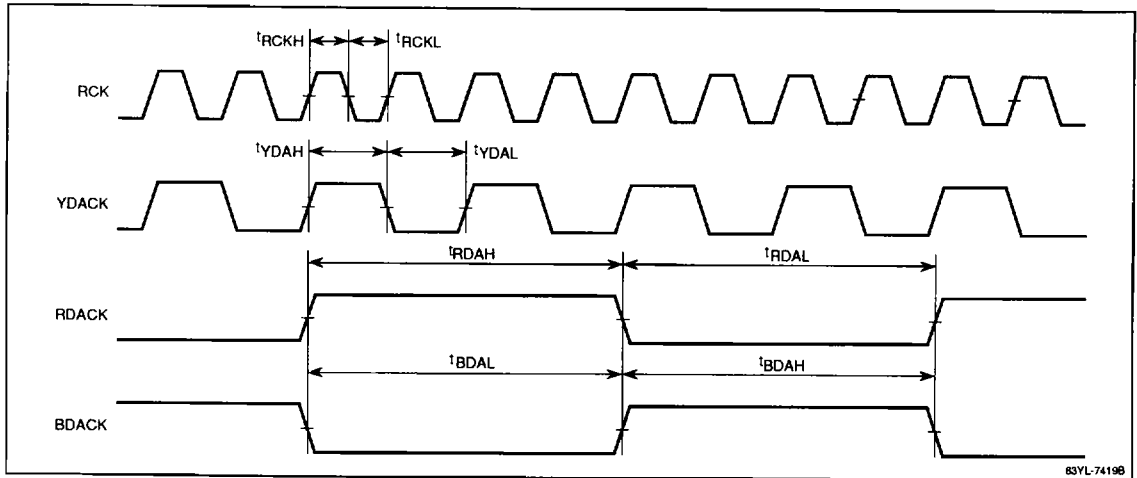 tRCKH tRCKL
RCK
tYDAH tYDAL
YDACK
tRDAH tRDAL
RDACK
tBDAL tBDAH
BDACK
83YL-7419B